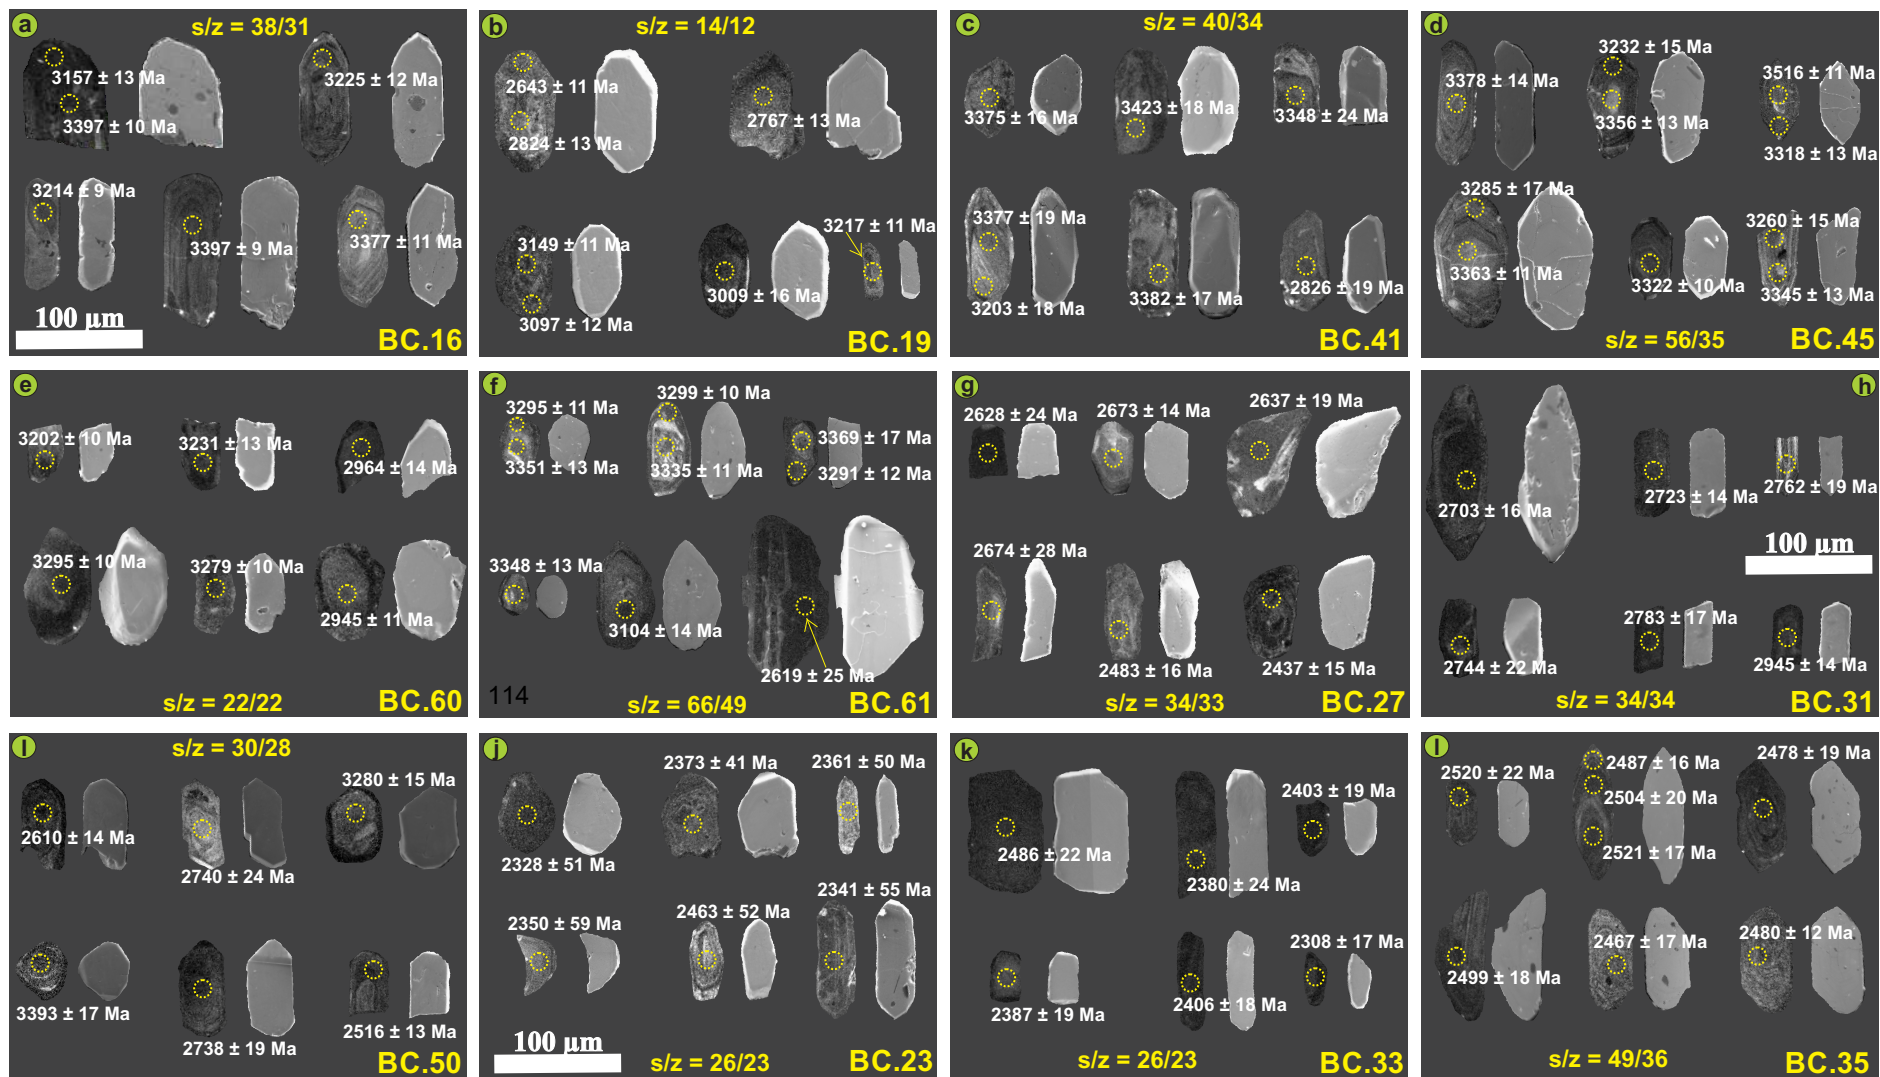 a
s/z = 38/31
3157 ± 13 Ma
3225 ± 12 Ma
3397 ± 10 Ma
3214 ± 9 Ma
3397 ± 9 Ma
3377 ± 11 Ma
100 µm
BC.16
b
s/z = 14/12
2643 ± 11 Ma
2767 ± 13 Ma
2824 ± 13 Ma
3217 ± 11 Ma
3149 ± 11 Ma
3009 ± 16 Ma
3097 ± 12 Ma
BC.19
c
s/z = 40/34
3375 ± 16 Ma
3423 ± 18 Ma
3348 ± 24 Ma
3377 ± 19 Ma
3382 ± 17 Ma
2826 ± 19 Ma
3203 ± 18 Ma
BC.41
d
3232 ± 15 Ma
3378 ± 14 Ma
3516 ± 11 Ma
3356 ± 13 Ma
3318 ± 13 Ma
3285 ± 17 Ma
3260 ± 15 Ma
3363 ± 11 Ma
3322 ± 10 Ma
3345 ± 13 Ma
s/z = 56/35
BC.45
e
3202 ± 10 Ma
3231 ± 13 Ma
2964 ± 14 Ma
3295 ± 10 Ma
3279 ± 10 Ma
2945 ± 11 Ma
s/z = 22/22
BC.60
f
3295 ± 11 Ma
3299 ± 10 Ma
3369 ± 17 Ma
3351 ± 13 Ma
3335 ± 11 Ma
3291 ± 12 Ma
3348 ± 13 Ma
3104 ± 14 Ma
2619 ± 25 Ma
114
s/z = 66/49
BC.61
g
2628 ± 24 Ma
2673 ± 14 Ma
2637 ± 19 Ma
2674 ± 28 Ma
2483 ± 16 Ma
2437 ± 15 Ma
s/z = 34/33
BC.27
h
2703 ± 16 Ma
2723 ± 14 Ma
2762 ± 19 Ma
100 µm
2744 ± 22 Ma
2783 ± 17 Ma
2945 ± 14 Ma
s/z = 34/34
BC.31
I
s/z = 30/28
3280 ± 15 Ma
2610 ± 14 Ma
2740 ± 24 Ma
3393 ± 17 Ma
2738 ± 19 Ma
2516 ± 13 Ma
BC.50
j
2373 ± 41 Ma
2361 ± 50 Ma
2328 ± 51 Ma
2341 ± 55 Ma
2350 ± 59 Ma
2463 ± 52 Ma
100 µm
s/z = 26/23
BC.23
k
2403 ± 19 Ma
2486 ± 22 Ma
2380 ± 24 Ma
2308 ± 17 Ma
2387 ± 19 Ma
2406 ± 18 Ma
s/z = 26/23
BC.33
l
2520 ± 22 Ma
2487 ± 16 Ma
2478 ± 19 Ma
2504 ± 20 Ma
2521 ± 17 Ma
2467 ± 17 Ma
2480 ± 12 Ma
2499 ± 18 Ma
s/z = 49/36
BC.35